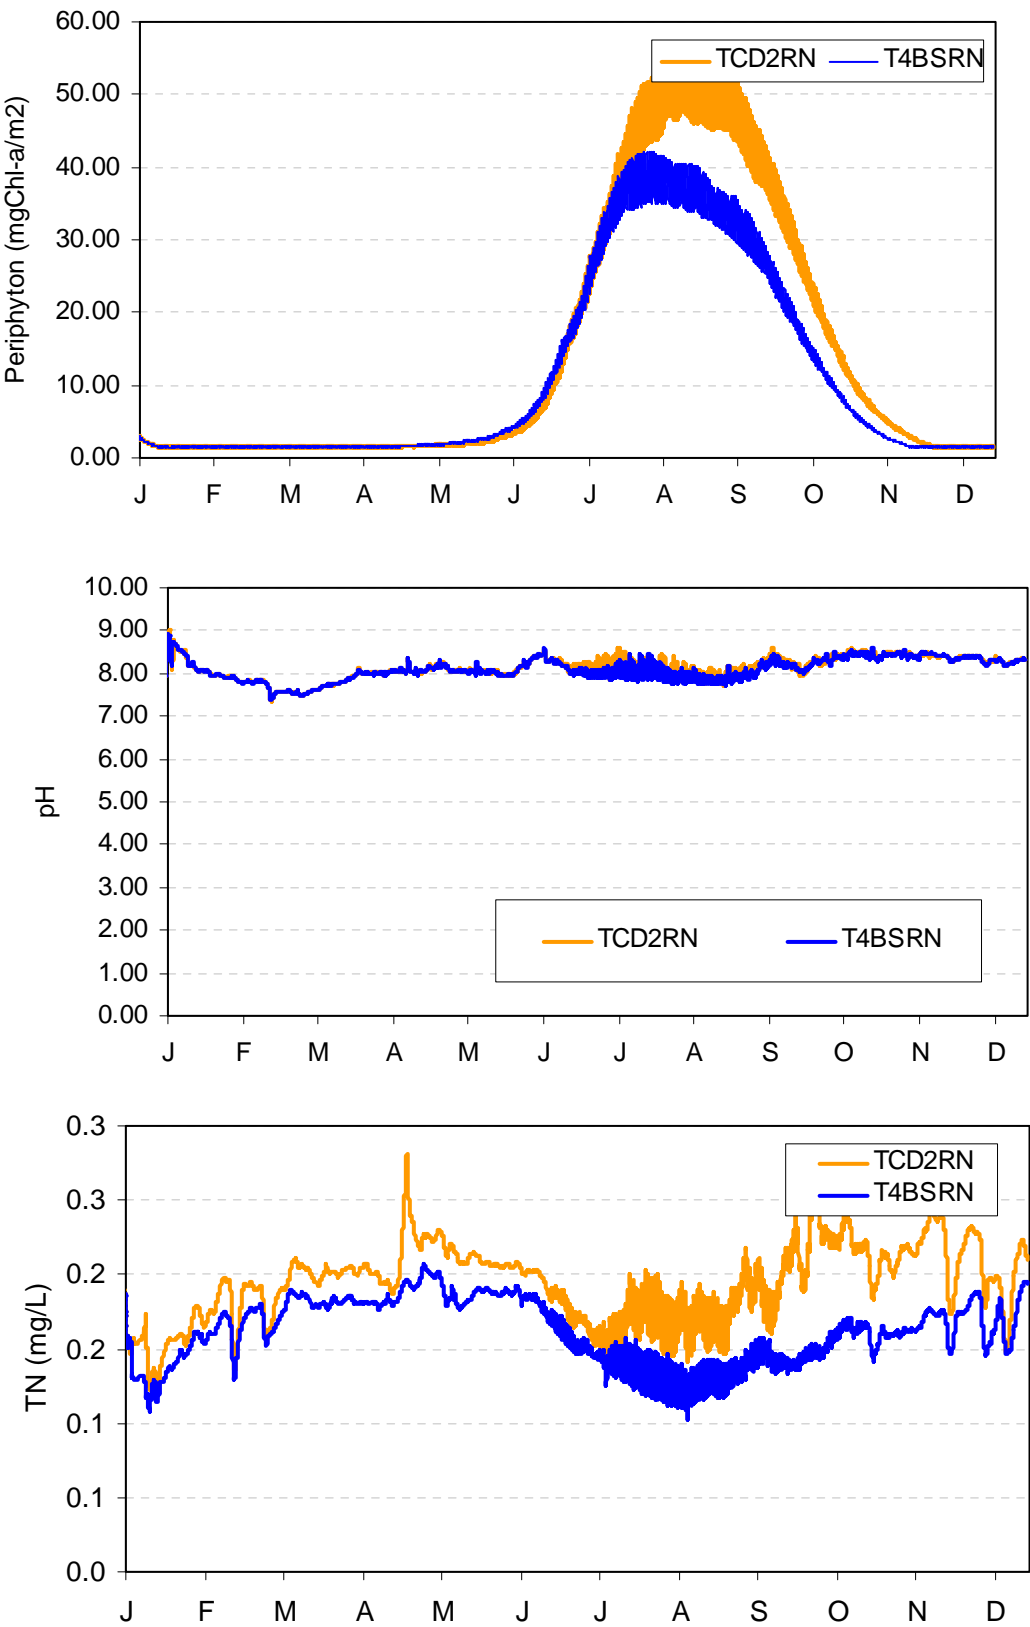 60.00
TCD2RN T4BSRN
50.00
40.00
30.00
20.00
10.00
0.00
Periphyton (mgChl-a/m2)
J F M A M J J A S O N D
10.00
9.00
8.00
7.00
6.00
5.00
4.00
3.00
2.00
1.00
0.00
pH
TCD2RN T4BSRN
J F M A M J J A S O N D
0.3
0.3
0.2
0.2
0.1
0.1
0.0
TN (mg/L)
TCD2RN
T4BSRN
J F M A M J J A S O N D